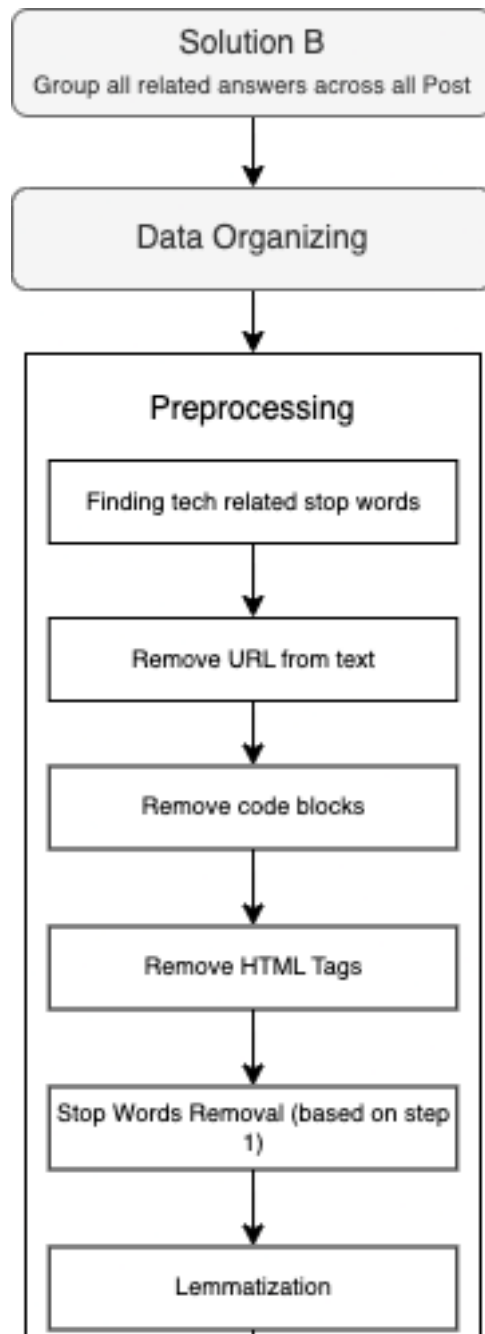 Solution B
Group all related answers across all Post
Data Organizing
Preprocessing
Finding tech related stop words
Remove URL from text
Remove code blocks
Remove HTML Tags
Stop Words Removal (based on step
1)
Lemmatization